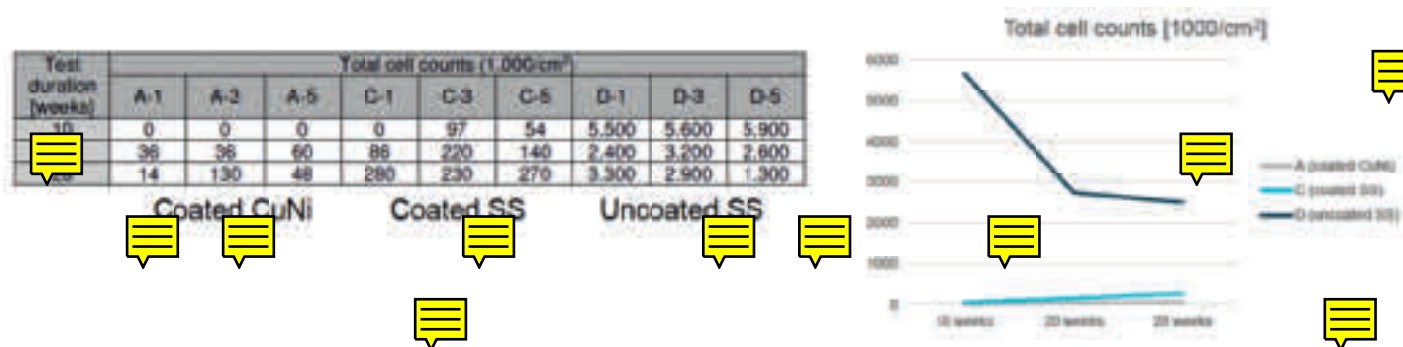 Test duration [weeks] Total cell counts (1.000/cm²)
A-1 A-3 A-5 C-1 C-3 C-5 D-1 D-3 D-5
10 0 0 0 0 97 54 5.500 5.600 5.900
36 36 60 86 220 140 2.400 3.200 2.600
14 130 48 280 230 270 3.300 2.900 1.300
Coated CuNi Coated SS Uncoated SS
Total cell counts [1000/cm²]
6000
5000
4000
3000
2000
1000
0
10 weeks 20 weeks 28 weeks
A (coated CuNi)
C (coated SS)
D (uncoated SS)